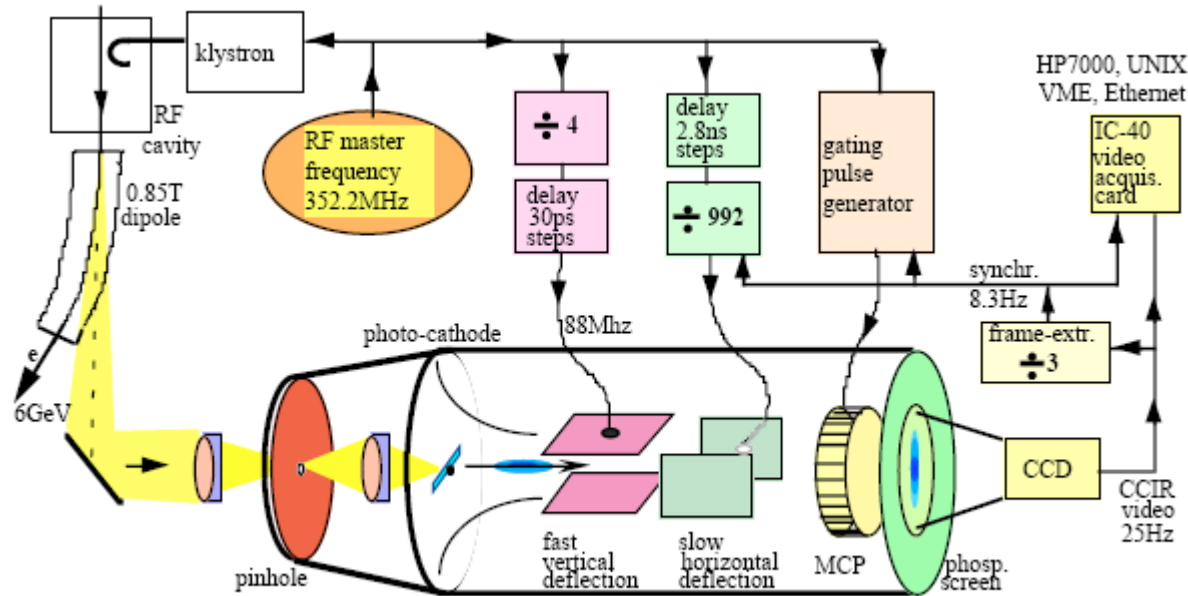 klystron
RF
cavity
0.85T
dipole
RF master
frequency
352.2MHz
÷ 4
delay
30ps
steps
delay
2.8ns
steps
÷ 992
gating
pulse
generator
HP7000, UNIX
VME, Ethernet
IC-40
video
acquis.
card
synchr.
8.3Hz
frame-extr.
÷3
88Mhz
photo-cathode
e
6GeV
CCD
CCIR
video
25Hz
pinhole
fast
vertical
deflection
slow
horizontal
deflection
MCP
phosp.
screen